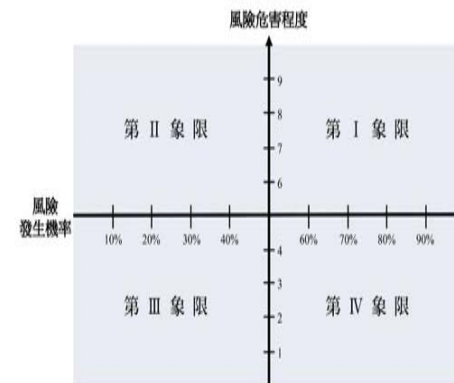 風險危害程度
9
8
第 II 象 限
第 I 象 限
7
6
風險
發生機率
10%
20%
30%
40%
60%
70%
80%
90%
4
3
第 III 象 限
第 IV 象 限
2
1